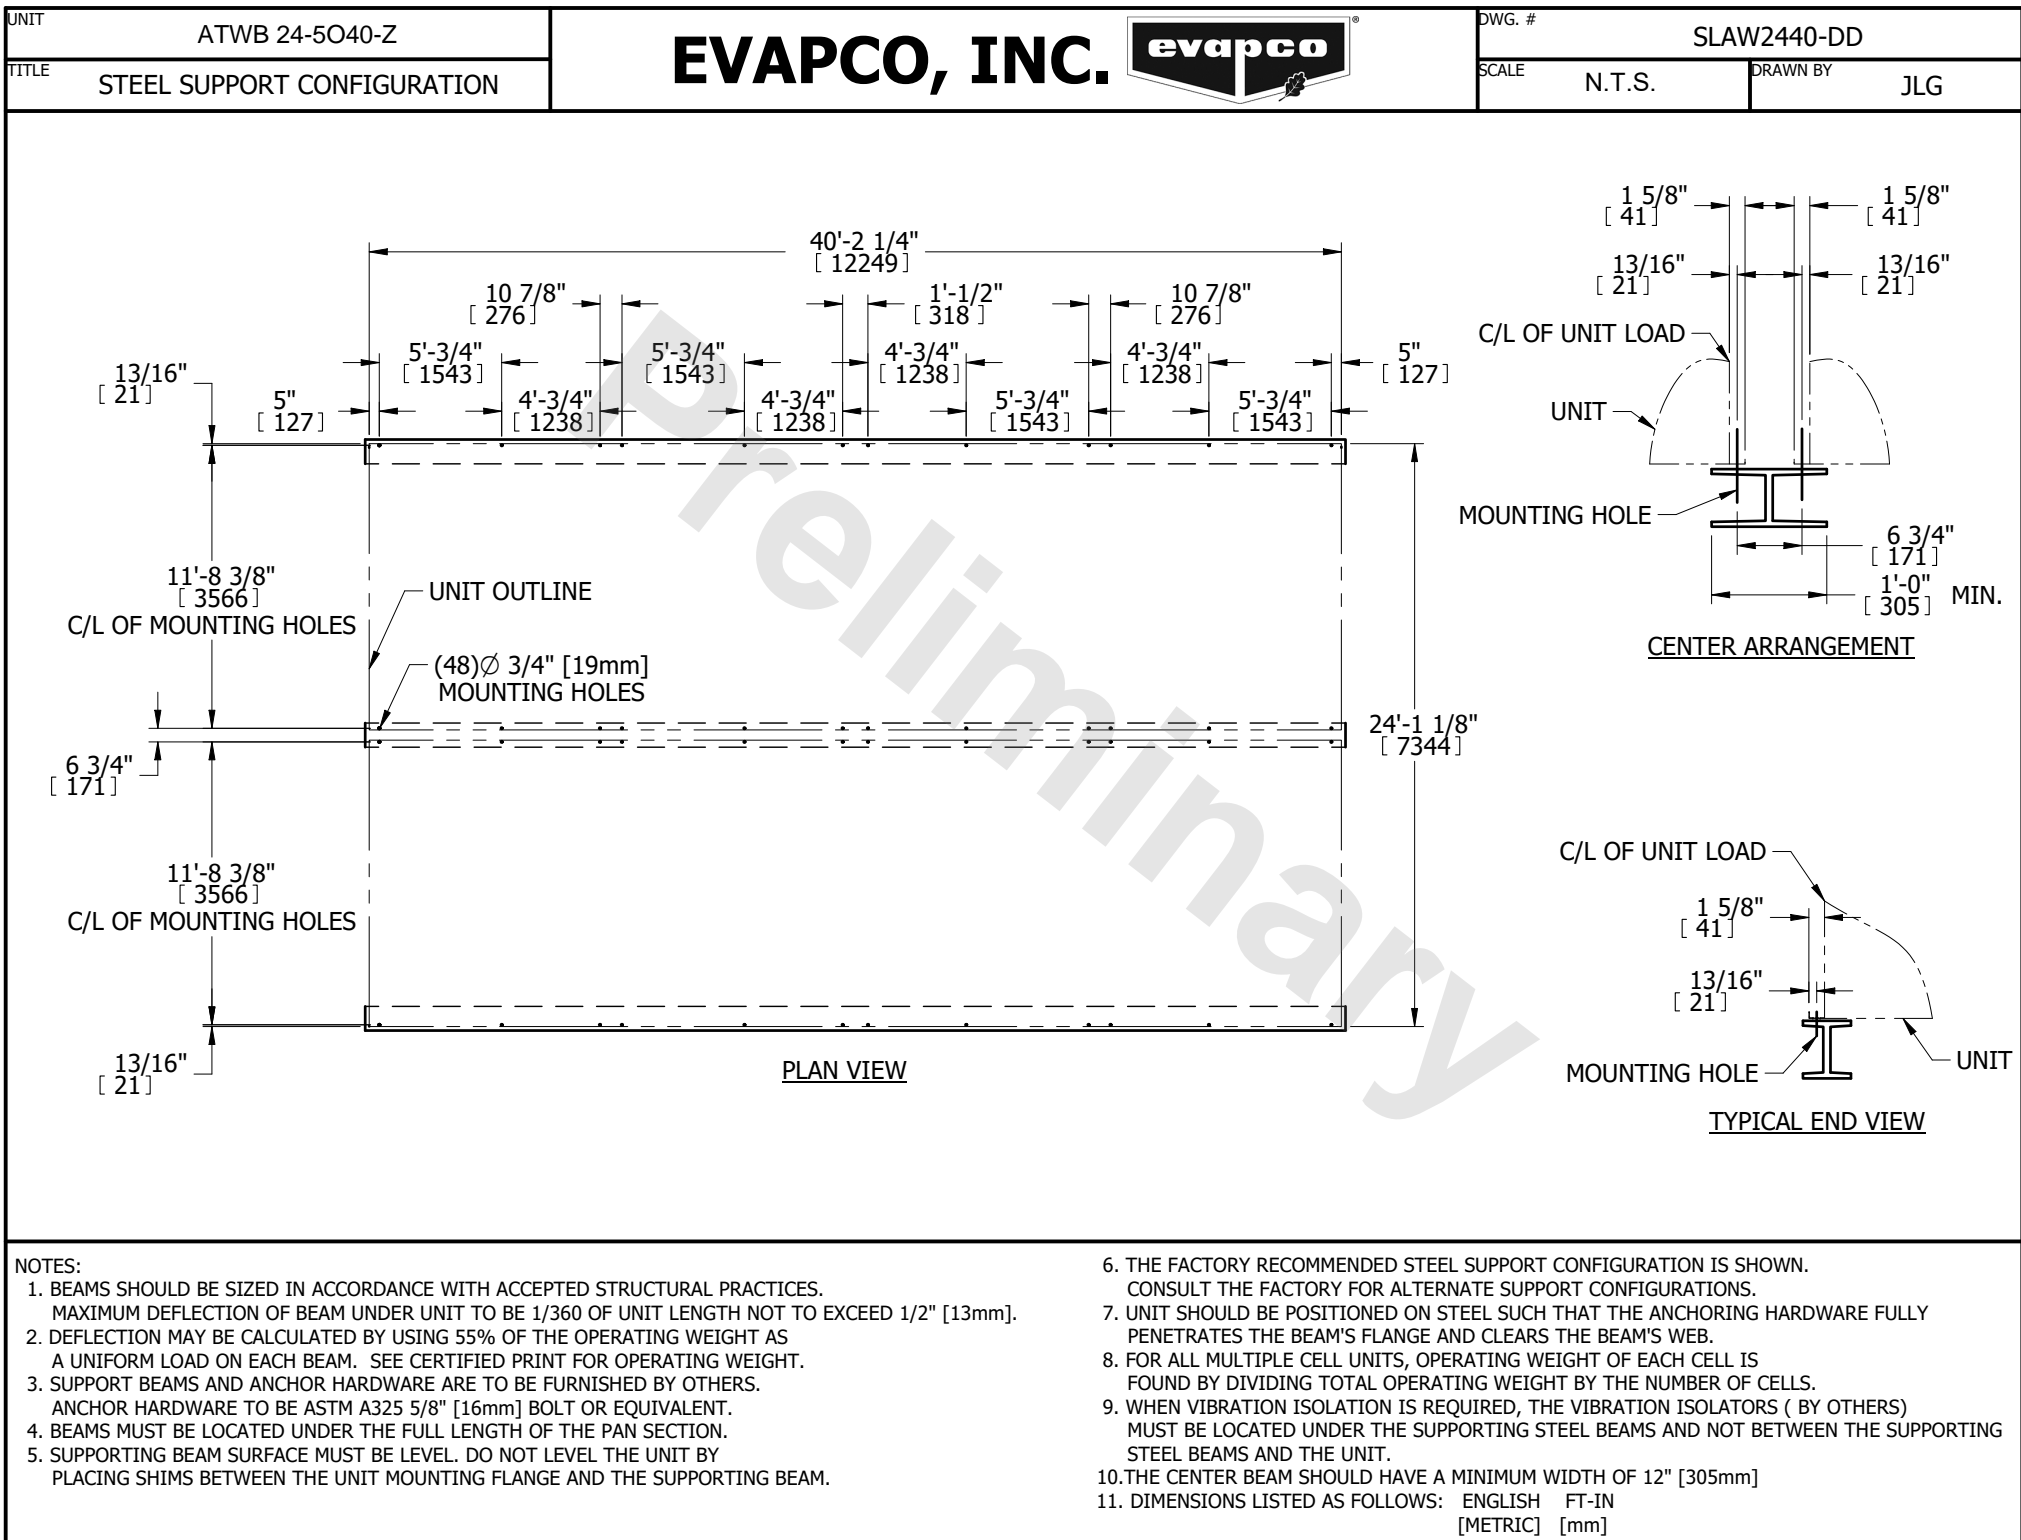 UNIT
ATWB 24-5O40-Z
TITLE
STEEL SUPPORT CONFIGURATION
EVAPCO, INC.
evapco
®
DWG. #
SLAW2440-DD
SCALE
N.T.S.
DRAWN BY
JLG
Preliminary
40'-2 1/4"
[ 12249]
10 7/8"
[ 276]
1'-1/2"
[ 318 ]
10 7/8"
[ 276]
5'-3/4"
[ 1543]
5'-3/4"
[ 1543]
4'-3/4"
[ 1238]
4'-3/4"
[ 1238]
5"
[ 127]
13/16"
[ 21]
5"
[ 127]
4'-3/4"
[ 1238]
4'-3/4"
[ 1238]
5'-3/4"
[ 1543]
5'-3/4"
[ 1543]
11'-8 3/8"
[ 3566]
C/L OF MOUNTING HOLES
UNIT OUTLINE
(48)∅ 3/4" [19mm]
MOUNTING HOLES
6 3/4"
[ 171]
24'-1 1/8"
[ 7344]
11'-8 3/8"
[ 3566]
C/L OF MOUNTING HOLES
13/16"
[ 21]
PLAN VIEW
1 5/8"
[ 41]
1 5/8"
[ 41]
13/16"
[ 21]
13/16"
[ 21]
C/L OF UNIT LOAD
UNIT
MOUNTING HOLE
6 3/4"
[ 171]
1'-0"
[ 305] MIN.
CENTER ARRANGEMENT
C/L OF UNIT LOAD
1 5/8"
[ 41]
13/16"
[ 21]
MOUNTING HOLE
UNIT
TYPICAL END VIEW
NOTES:
1. BEAMS SHOULD BE SIZED IN ACCORDANCE WITH ACCEPTED STRUCTURAL PRACTICES.
MAXIMUM DEFLECTION OF BEAM UNDER UNIT TO BE 1/360 OF UNIT LENGTH NOT TO EXCEED 1/2" [13mm].
2. DEFLECTION MAY BE CALCULATED BY USING 55% OF THE OPERATING WEIGHT AS
A UNIFORM LOAD ON EACH BEAM. SEE CERTIFIED PRINT FOR OPERATING WEIGHT.
3. SUPPORT BEAMS AND ANCHOR HARDWARE ARE TO BE FURNISHED BY OTHERS.
ANCHOR HARDWARE TO BE ASTM A325 5/8" [16mm] BOLT OR EQUIVALENT.
4. BEAMS MUST BE LOCATED UNDER THE FULL LENGTH OF THE PAN SECTION.
5. SUPPORTING BEAM SURFACE MUST BE LEVEL. DO NOT LEVEL THE UNIT BY
PLACING SHIMS BETWEEN THE UNIT MOUNTING FLANGE AND THE SUPPORTING BEAM.
6. THE FACTORY RECOMMENDED STEEL SUPPORT CONFIGURATION IS SHOWN.
CONSULT THE FACTORY FOR ALTERNATE SUPPORT CONFIGURATIONS.
7. UNIT SHOULD BE POSITIONED ON STEEL SUCH THAT THE ANCHORING HARDWARE FULLY
PENETRATES THE BEAM'S FLANGE AND CLEARS THE BEAM'S WEB.
8. FOR ALL MULTIPLE CELL UNITS, OPERATING WEIGHT OF EACH CELL IS
FOUND BY DIVIDING TOTAL OPERATING WEIGHT BY THE NUMBER OF CELLS.
9. WHEN VIBRATION ISOLATION IS REQUIRED, THE VIBRATION ISOLATORS ( BY OTHERS)
MUST BE LOCATED UNDER THE SUPPORTING STEEL BEAMS AND NOT BETWEEN THE SUPPORTING
STEEL BEAMS AND THE UNIT.
10.THE CENTER BEAM SHOULD HAVE A MINIMUM WIDTH OF 12" [305mm]
11. DIMENSIONS LISTED AS FOLLOWS: ENGLISH FT-IN
[METRIC] [mm]